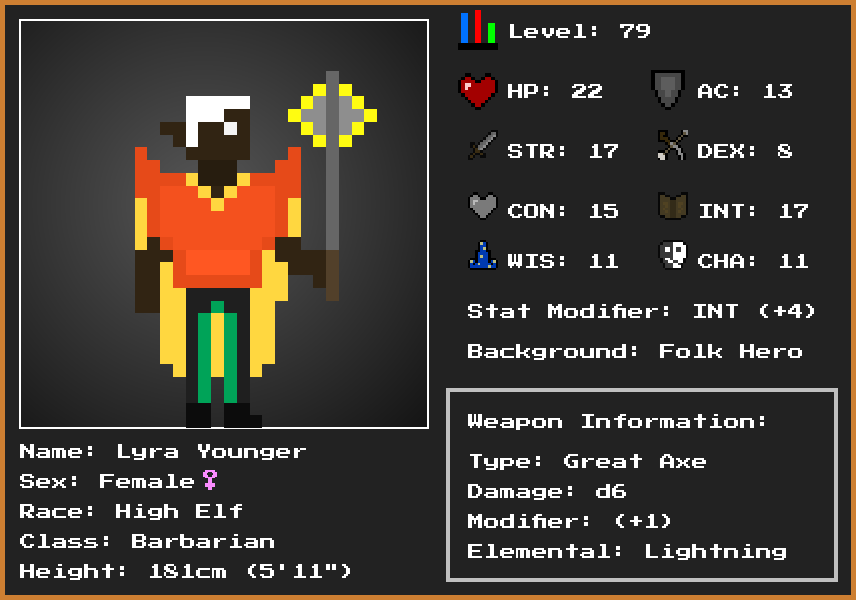 Level: 79
HP: 22 AC: 13
STR: 17 DEX: 8
CON: 15 INT: 17
WIS: 11 CHA: 11
Stat Modifier: INT (+4)
Background: Folk Hero
Weapon Information:
Type: Great Axe
Damage: d6
Modifier: (+1)
Elemental: Lightning
Name: Lyra Younger
Sex: Female♀
Race: High Elf
Class: Barbarian
Height: 181cm (5'11")